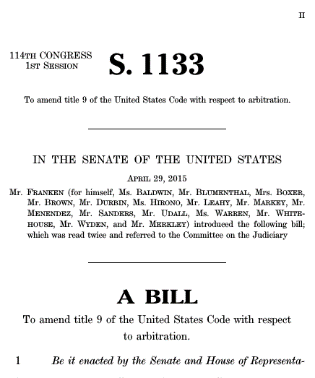 II
114TH CONGRESS
1ST SESSION
S. 1133
To amend title 9 of the United States Code with respect to arbitration.
IN THE SENATE OF THE UNITED STATES
APRIL 29, 2015
Mr. FRANKEN (for himself, Ms. BALDWIN, Mr. BLUMENTHAL, Mrs. BOXER,
Mr. BROWN, Mr. DURBIN, Ms. HIRONO, Mr. LEAHY, Mr. MARKEY, Mr.
MENENDEZ, Mr. SANDERS, Mr. UDALL, Ms. WARREN, Mr. WHITE-
HOUSE, Mr. WYDEN, and Mr. MERKLEY) introduced the following bill;
which was read twice and referred to the Committee on the Judiciary
A BILL
To amend title 9 of the United States Code with respect
to arbitration.
1 Be it enacted by the Senate and House of Representa-